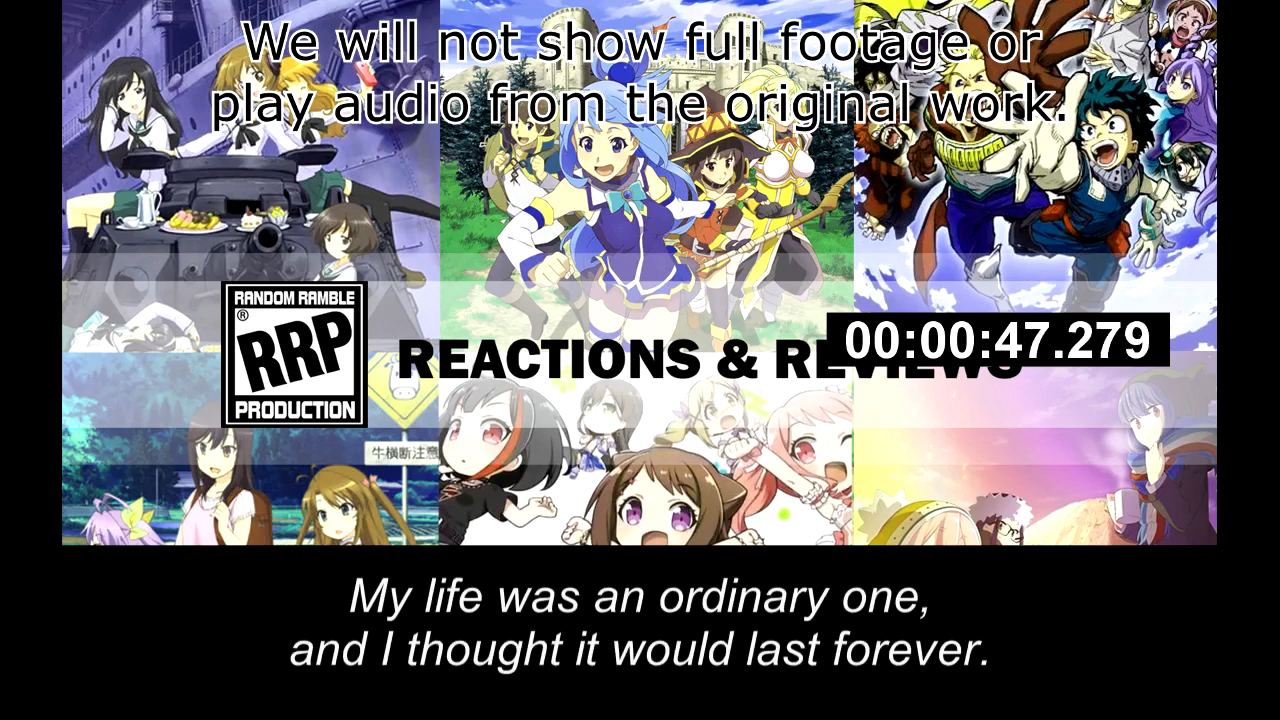 We will not show full footage or
play audio from the original work.
RANDOM RAMBLE
®
RRP
PRODUCTION
REACTIONS & REVIEWS
00:00:47.279
牛横断注意
My life was an ordinary one,
and I thought it would last forever.